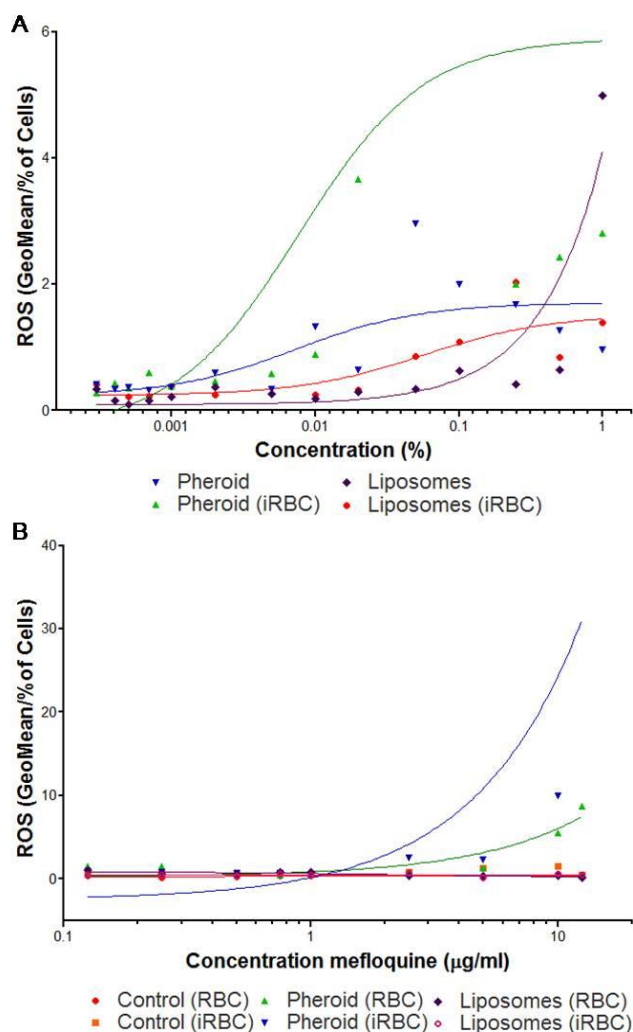 A
6
4
2
0
ROS (GeoMean/% of Cells)
0.001 0.01 0.1 1
Concentration (%)
Pheroid Liposomes
Pheroid (iRBC) Liposomes (iRBC)
B
40
30
20
10
0
ROS (GeoMean/% of Cells)
0.1 1 10
Concentration mefloquine (μg/ml)
Control (RBC) Pheroid (RBC) Liposomes (RBC)
Control (iRBC) Pheroid (iRBC) Liposomes (iRBC)